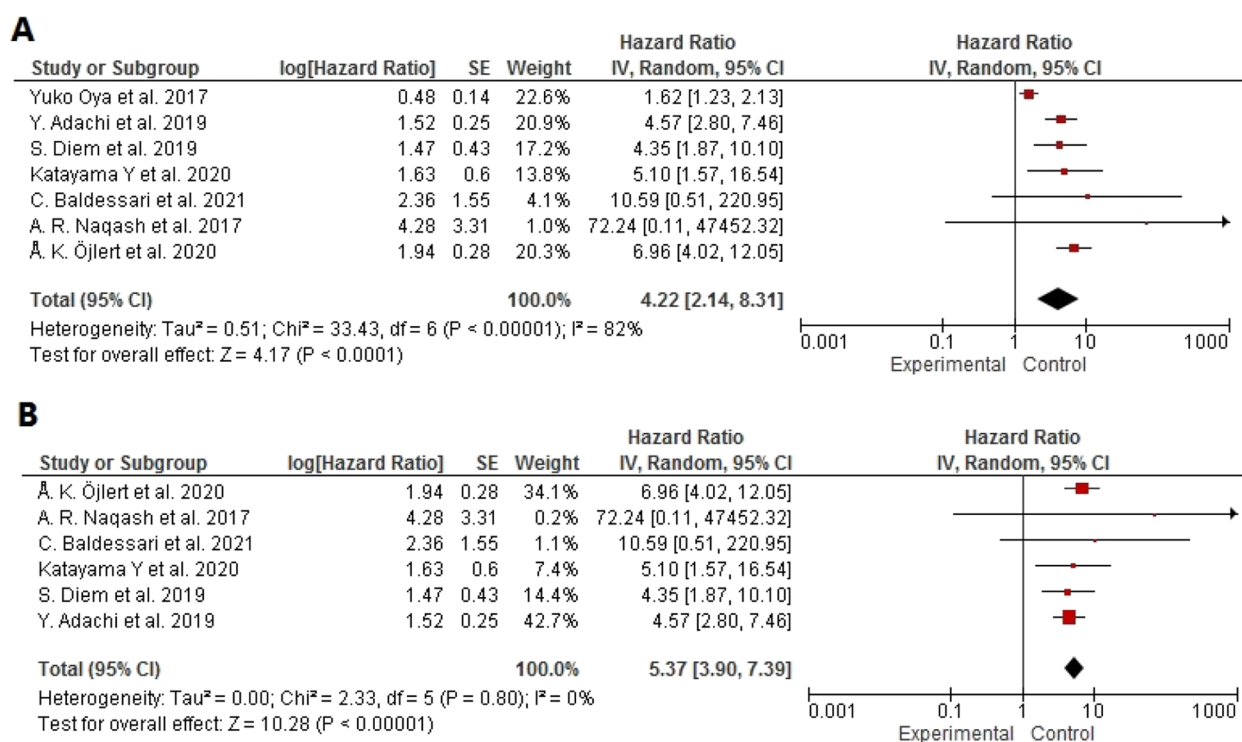 A
Hazard Ratio Hazard Ratio
Study or Subgroup log[Hazard Ratio] SE Weight IV, Random, 95% CI IV, Random, 95% CI
Yuko Oya et al. 2017 0.48 0.14 22.6% 1.62 [1.23, 2.13]
Y. Adachi et al. 2019 1.52 0.25 20.9% 4.57 [2.80, 7.46]
S. Diem et al. 2019 1.47 0.43 17.2% 4.35 [1.87, 10.10]
Katayama Y et al. 2020 1.63 0.6 13.8% 5.10 [1.57, 16.54]
C. Baldessari et al. 2021 2.36 1.55 4.1% 10.59 [0.51, 220.95]
A. R. Naqash et al. 2017 4.28 3.31 1.0% 72.24 [0.11, 47452.32]
Å. K. Öjlert et al. 2020 1.94 0.28 20.3% 6.96 [4.02, 12.05]
Total (95% CI) 100.0% 4.22 [2.14, 8.31]
Heterogeneity: Tau² = 0.51; Chi² = 33.43, df = 6 (P < 0.00001); I² = 82%
Test for overall effect: Z = 4.17 (P < 0.0001)
0.001 0.1 1 10 1000
Experimental Control
B
Hazard Ratio Hazard Ratio
Study or Subgroup log[Hazard Ratio] SE Weight IV, Random, 95% CI IV, Random, 95% CI
Å. K. Öjlert et al. 2020 1.94 0.28 34.1% 6.96 [4.02, 12.05]
A. R. Naqash et al. 2017 4.28 3.31 0.2% 72.24 [0.11, 47452.32]
C. Baldessari et al. 2021 2.36 1.55 1.1% 10.59 [0.51, 220.95]
Katayama Y et al. 2020 1.63 0.6 7.4% 5.10 [1.57, 16.54]
S. Diem et al. 2019 1.47 0.43 14.4% 4.35 [1.87, 10.10]
Y. Adachi et al. 2019 1.52 0.25 42.7% 4.57 [2.80, 7.46]
Total (95% CI) 100.0% 5.37 [3.90, 7.39]
Heterogeneity: Tau² = 0.00; Chi² = 2.33, df = 5 (P = 0.80); I² = 0%
Test for overall effect: Z = 10.28 (P < 0.00001)
0.001 0.1 1 10 1000
Experimental Control